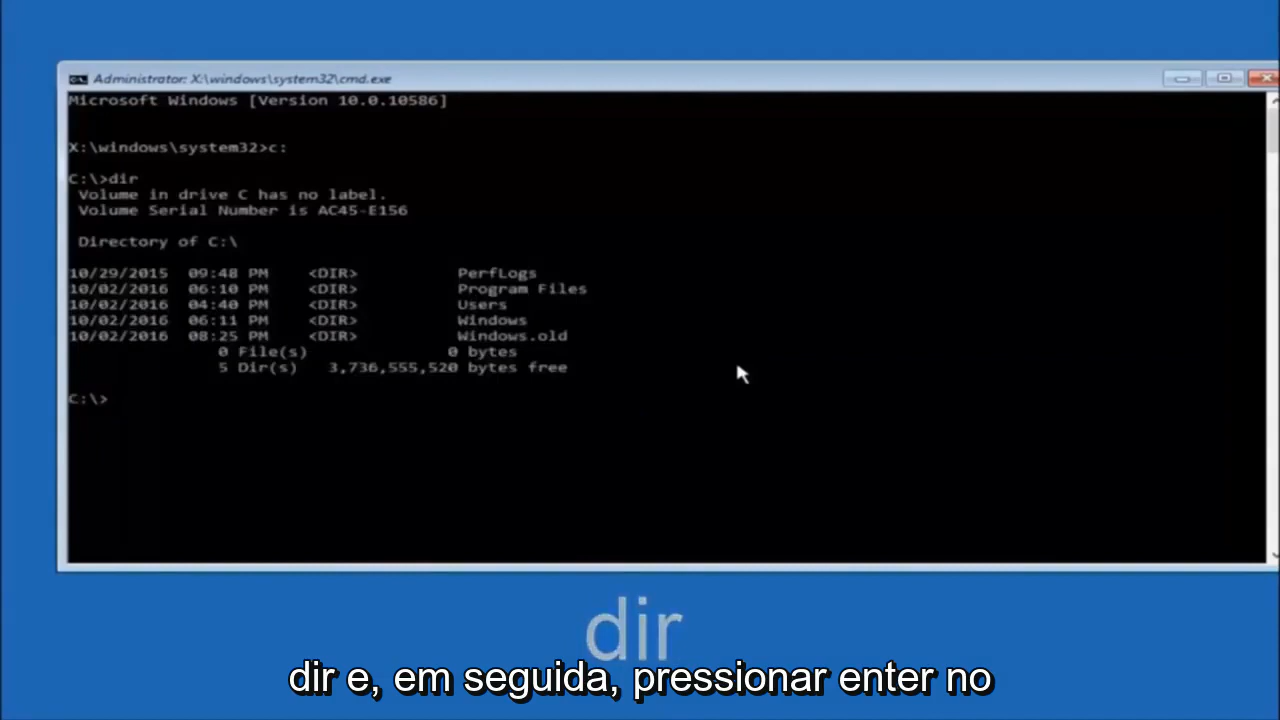 Administrator: X:\windows\system32\cmd.exe
Microsoft Windows [Version 10.0.10586]
X:\windows\system32>c:
C:\>dir
Volume in drive C has no label.
Volume Serial Number is AC45-E156
Directory of C:\
10/29/2015 09:48 PM <DIR> PerfLogs
10/02/2016 06:10 PM <DIR> Program Files
10/02/2016 04:40 PM <DIR> Users
10/02/2016 06:11 PM <DIR> Windows
10/02/2016 08:25 PM <DIR> Windows.old
0 File(s) 0 bytes
5 Dir(s) 3,736,555,520 bytes free
C:\>
dir
dir e, em seguida, pressionar enter no